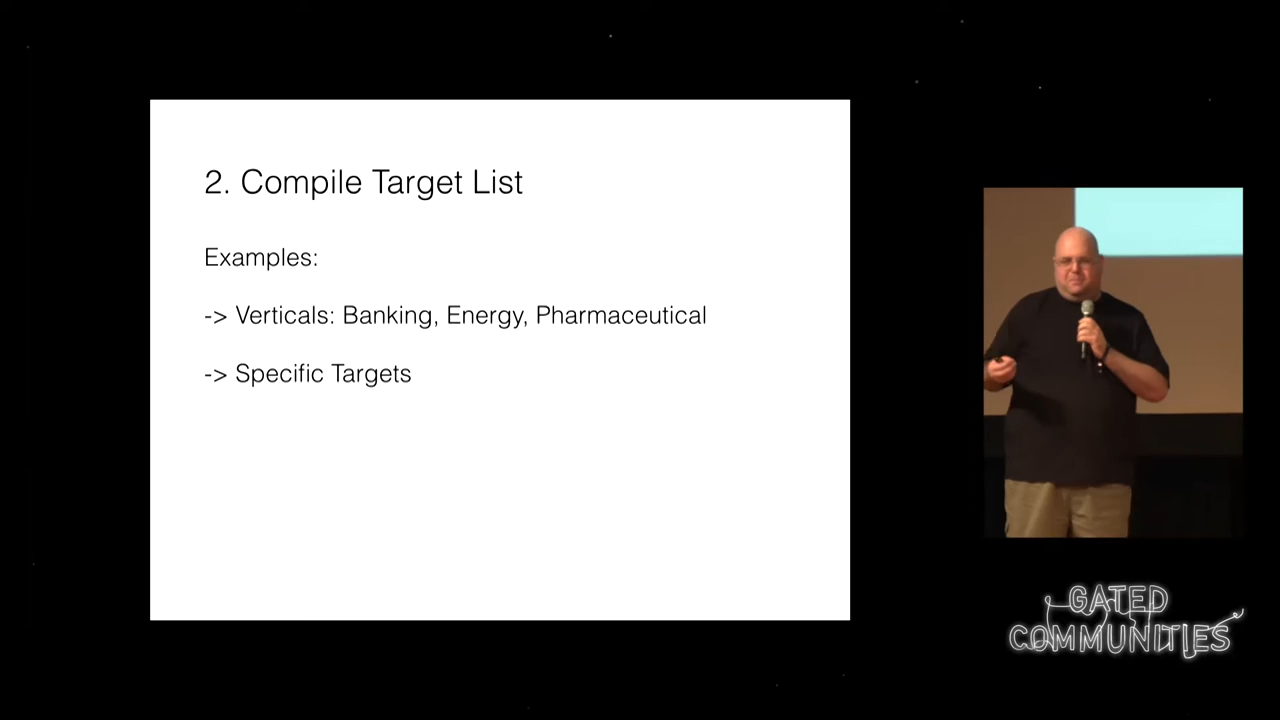 2. Compile Target List
Examples:
-> Verticals: Banking, Energy, Pharmaceutical
-> Specific Targets
GATED
COMMUNITIES